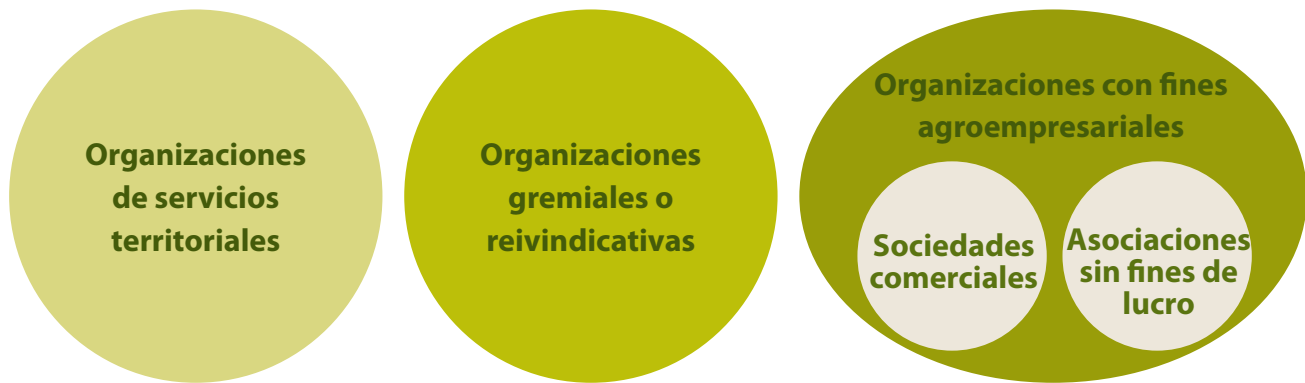 Organizaciones
de servicios
territoriales
Organizaciones
gremiales o
reivindicativas
Organizaciones con fines
agroempresariales
Sociedades
comerciales
Asociaciones
sin fines de
lucro